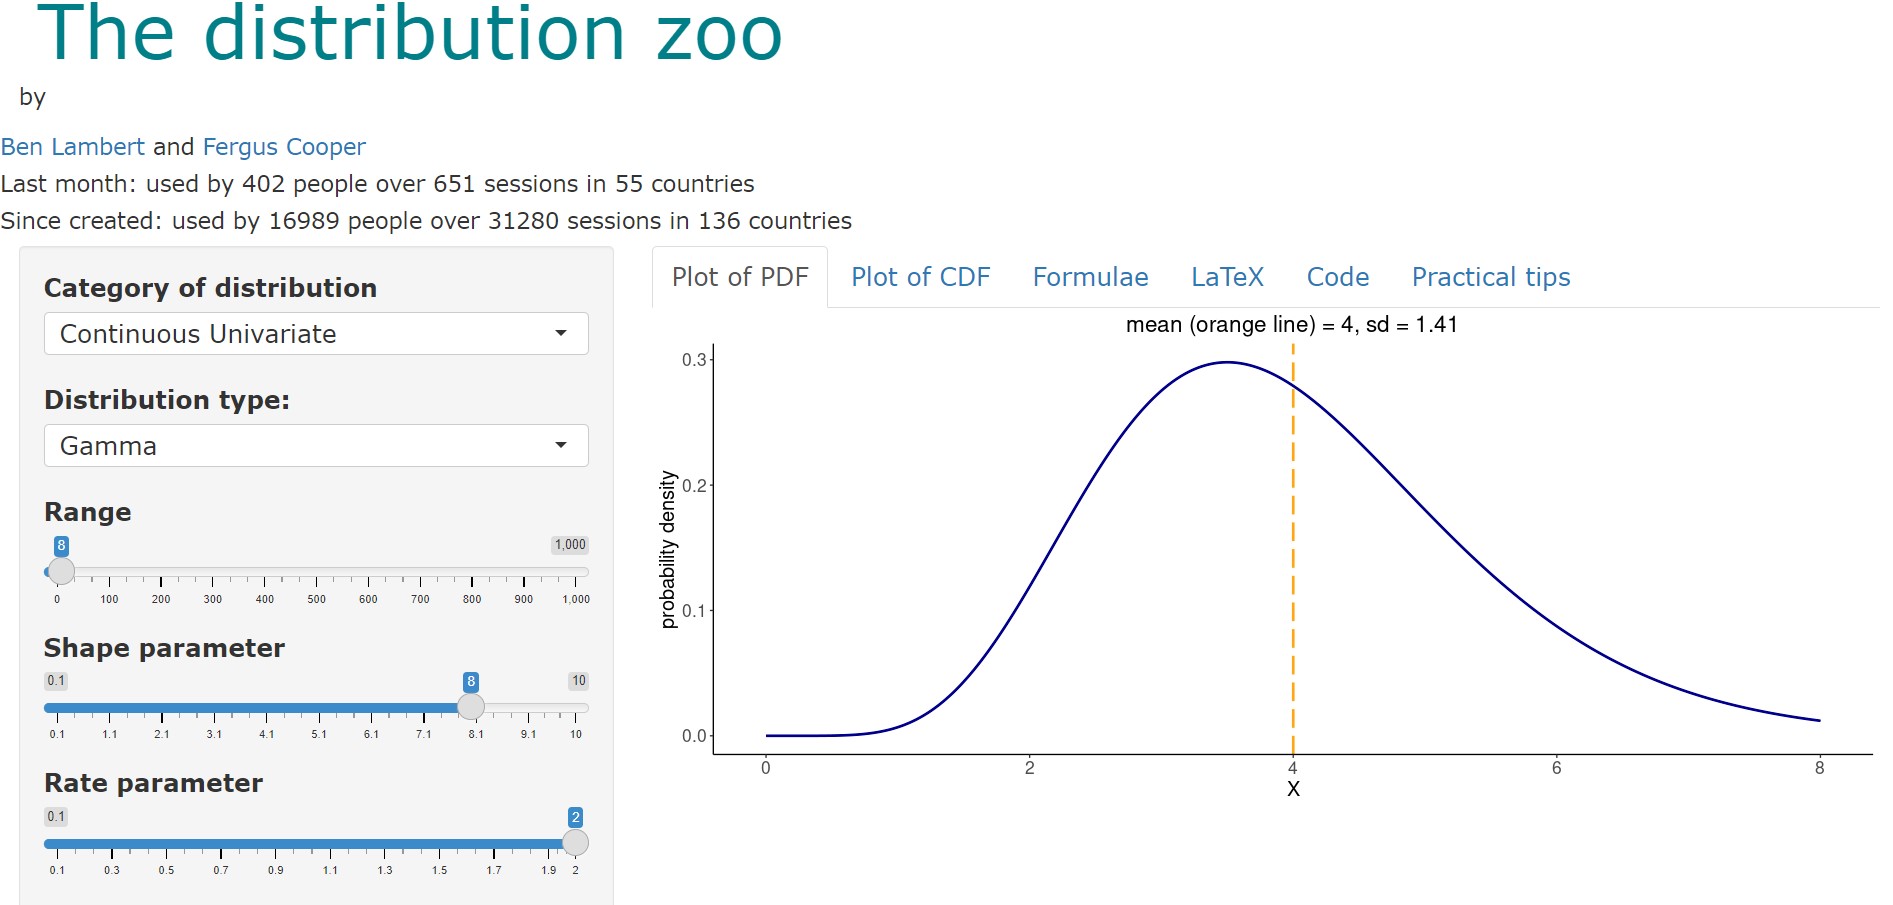 The distribution zoo
by
Ben Lambert and Fergus Cooper
Last month: used by 402 people over 651 sessions in 55 countries
Since created: used by 16989 people over 31280 sessions in 136 countries
Category of distribution
Continuous Univariate
Distribution type:
Gamma
Range
8 1,000
0 100 200 300 400 500 600 700 800 900 1,000
Shape parameter
0.1 8 10
0.1 1.1 2.1 3.1 4.1 5.1 6.1 7.1 8.1 9.1 10
Rate parameter
0.1 2
0.1 0.3 0.5 0.7 0.9 1.1 1.3 1.5 1.7 1.9 2
Plot of PDF Plot of CDF Formulae LaTeX Code Practical tips
mean (orange line) = 4, sd = 1.41
probability density
0.3
0.2
0.1
0.0
0 2 4 6 8
X